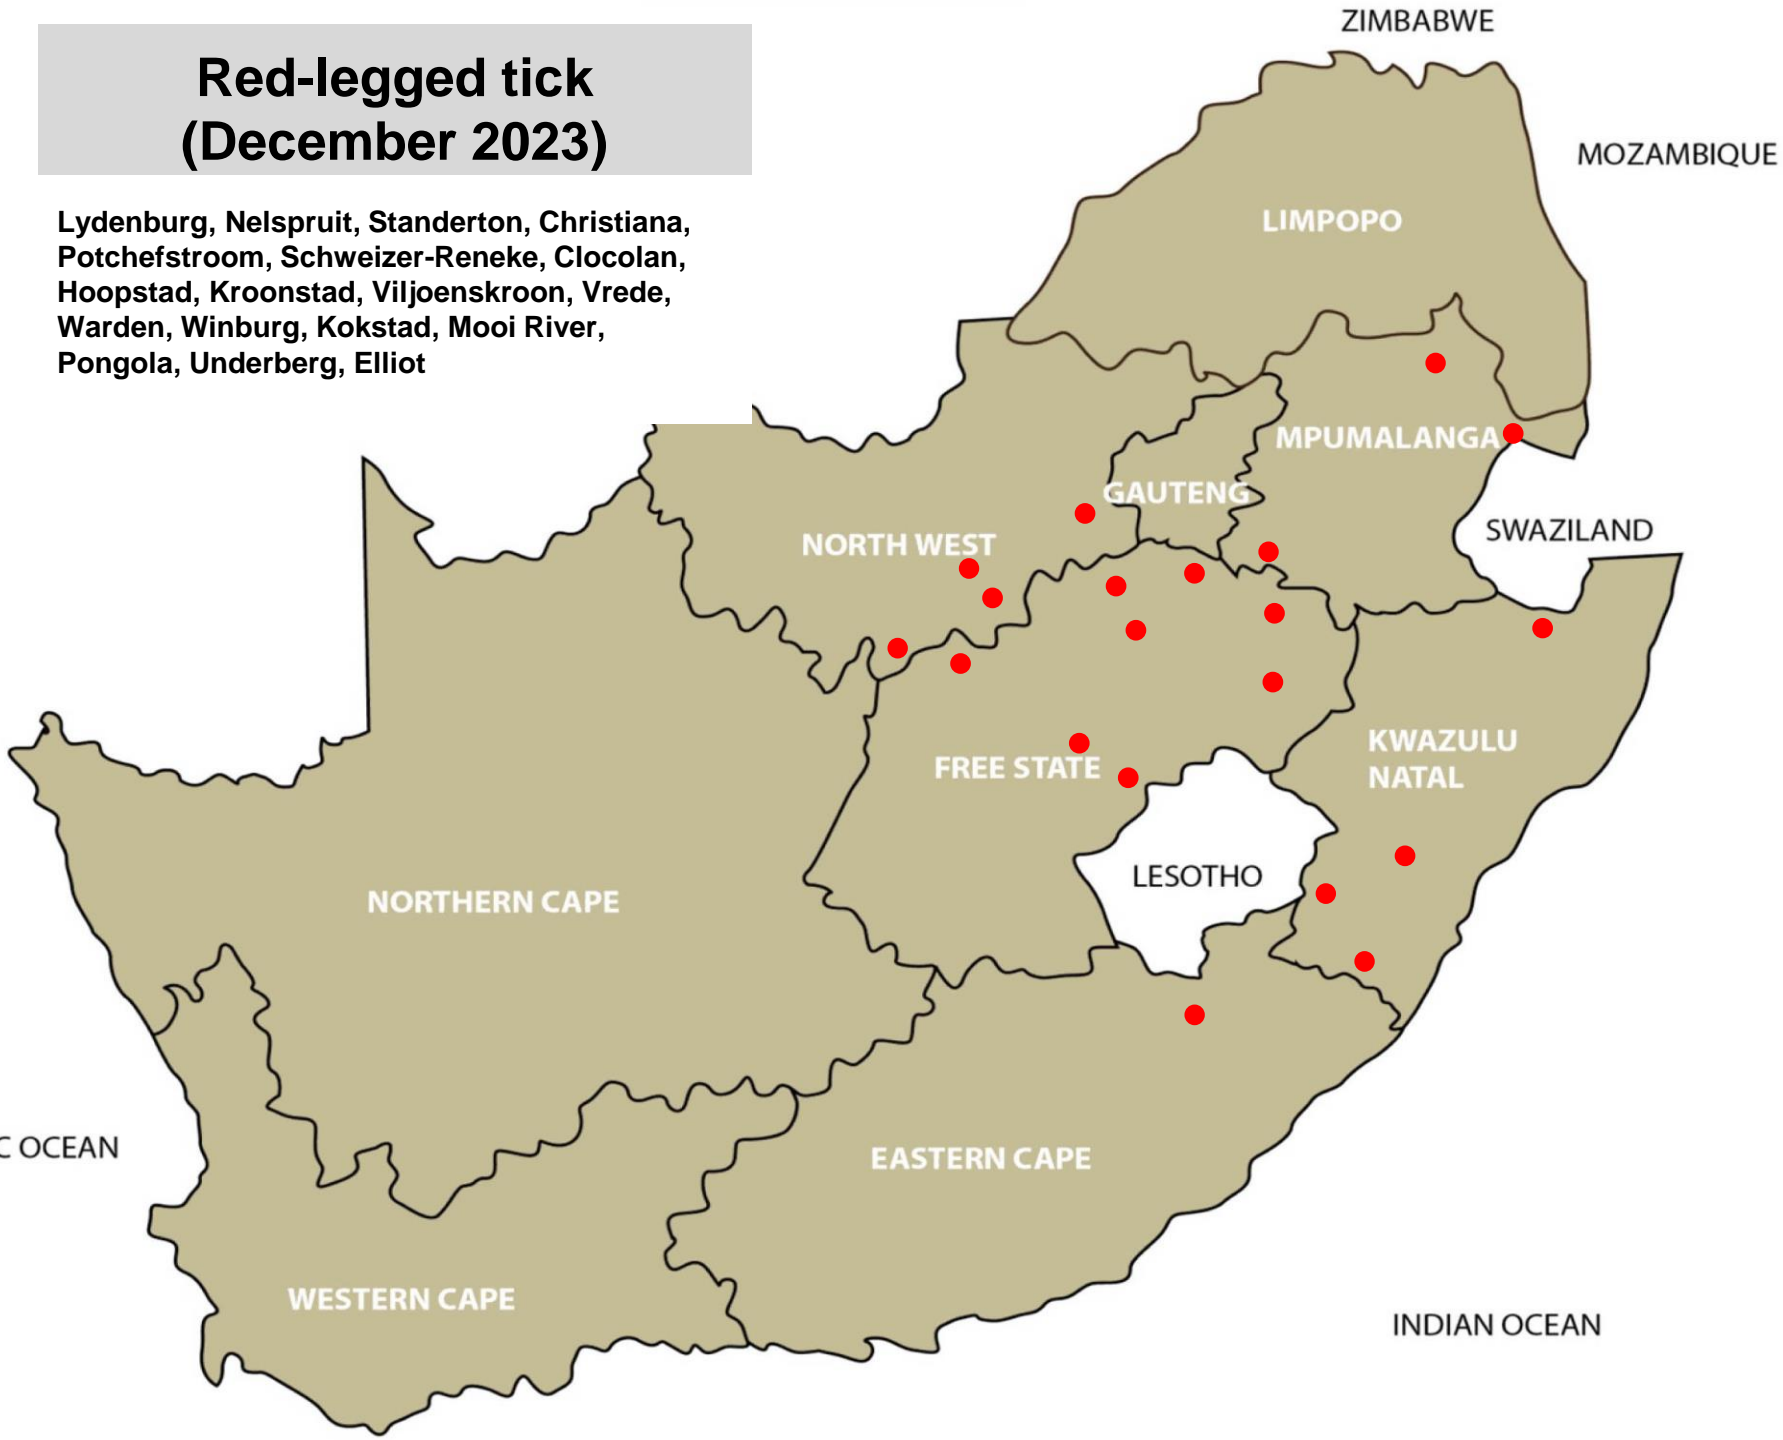 Red-legged tick
(December 2023)
Lydenburg, Nelspruit, Standerton, Christiana,
Potchefstroom, Schweizer-Reneke, Clocolan,
Hoopstad, Kroonstad, Viljoenskroon, Vrede,
Warden, Winburg, Kokstad, Mooi River,
Pongola, Underberg, Elliot
ZIMBABWE
MOZAMBIQUE
LIMPOPO
MPUMALANGA
GAUTENG
NORTH WEST
SWAZILAND
KWAZULU
NATAL
FREE STATE
LESOTHO
NORTHERN CAPE
C OCEAN
EASTERN CAPE
WESTERN CAPE
INDIAN OCEAN